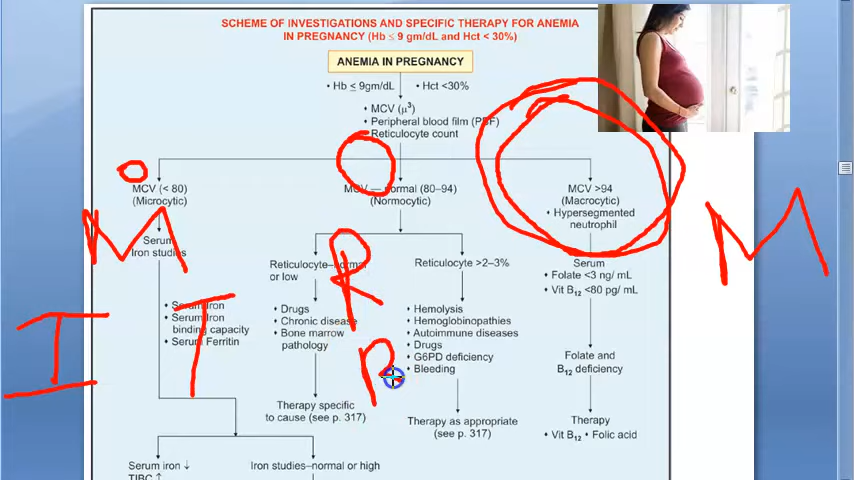 SCHEME OF INVESTIGATIONS AND SPECIFIC THERAPY FOR ANEMIA
IN PREGNANCY (Hb ≤ 9 gm/dL and Hct < 30%)
ANEMIA IN PREGNANCY
• Hb ≤ 9gm/dL • Hct <30%
• MCV (μ³)
• Peripheral blood film (PBF)
• Reticulocyte count
MCV (< 80)
(Microcytic)
MCV — normal (80–94)
(Normocytic)
MCV >94
(Macrocytic)
• Hypersegmented
neutrophil
M
M
Serum
Iron studies
Reticulocyte–normal
or low
R
Reticulocyte >2–3%
Serum
• Folate <3 ng/ mL
• Vit B12 <80 pg/ mL
I
T
• Serum Iron
• Serum Iron
binding capacity
• Serum Ferritin
• Drugs
• Chronic disease
• Bone marrow
pathology
• Hemolysis
• Hemoglobinopathies
• Autoimmune diseases
• Drugs
• G6PD deficiency
• Bleeding
Folate and
B12 deficiency
Therapy specific
to cause (see p. 317)
Therapy as appropriate
(see p. 317)
Therapy
• Vit B12 • Folic acid
Serum iron ↓
TIBC ↑
Iron studies–normal or high